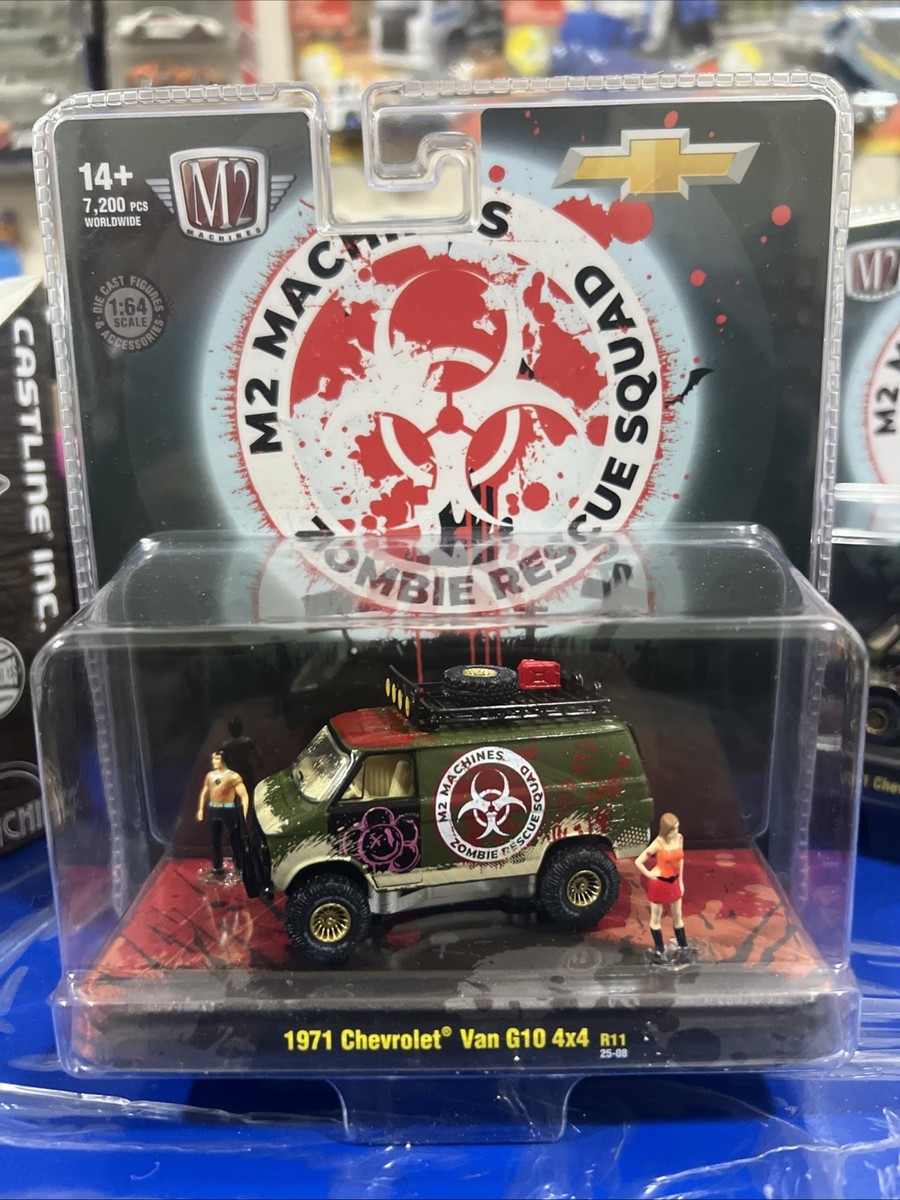 14+
7,200 PCS
WORLDWIDE
M2
MACHINES
DIE CAST FIGURES
& ACCESSORIES
1:64
SCALE
M2 MACHINES
ZOMBIE RESCUE SQUAD
M2 MACHINES
ZOMBIE RESCUE SQUAD
1971 Chevrolet® Van G10 4x4 R11
25-08
CASTLINE INC.
M2